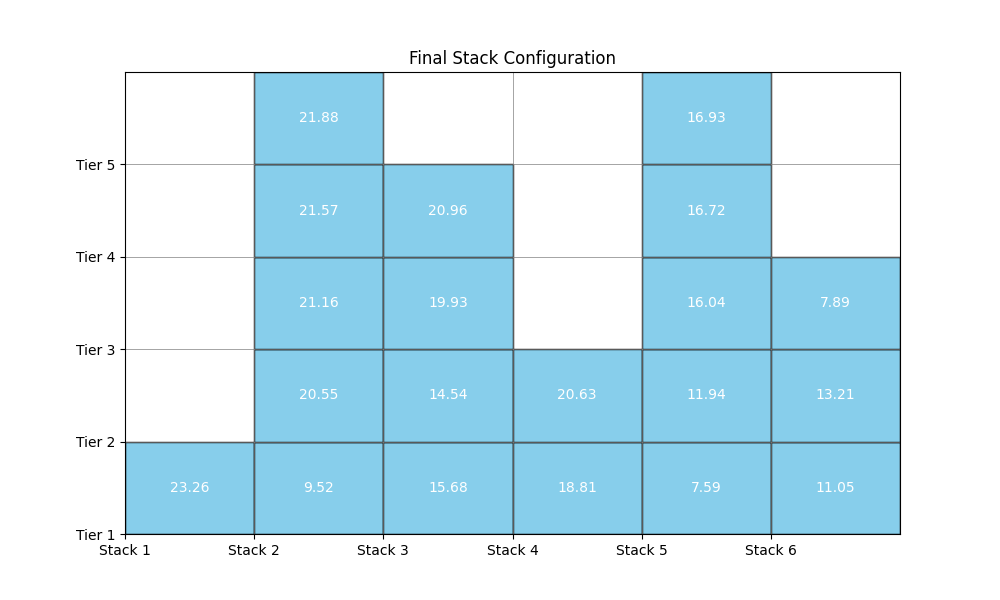 Final Stack Configuration
21.88 16.93
Tier 5
21.57 20.96 16.72
Tier 4
21.16 19.93 16.04 7.89
Tier 3
20.55 14.54 20.63 11.94 13.21
Tier 2
23.26 9.52 15.68 18.81 7.59 11.05
Tier 1
Stack 1 Stack 2 Stack 3 Stack 4 Stack 5 Stack 6